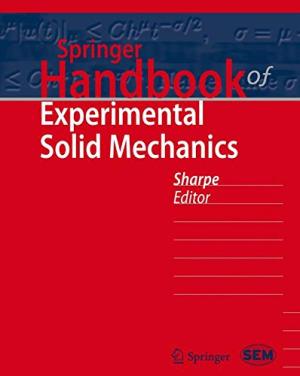 Springer
Handbook of
Experimental
Solid Mechanics
Sharpe
Editor
Springer
SEM